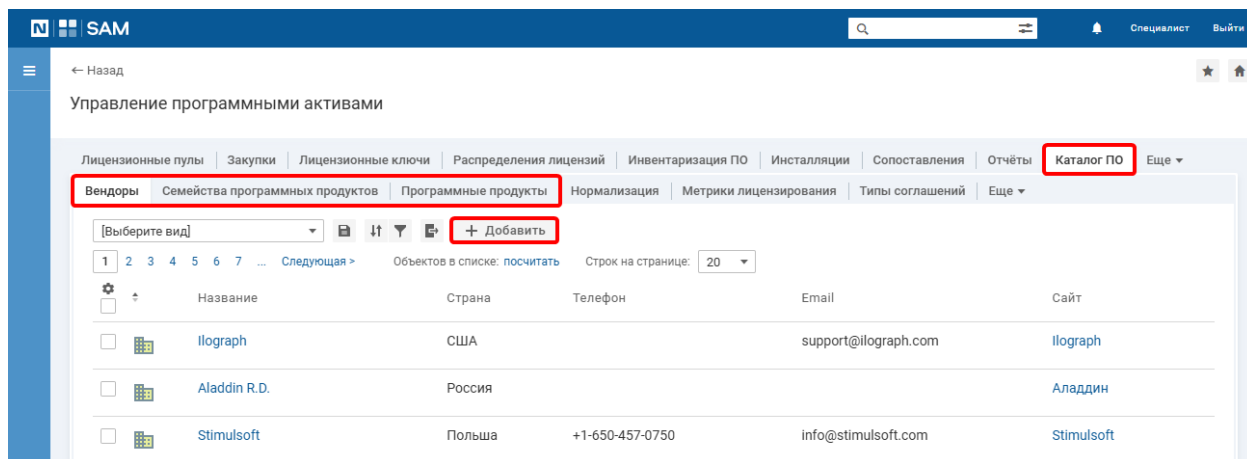 N SAM Специалист Выйти
← Назад
Управление программными активами
Лицензионные пулы Закупки Лицензионные ключи Распределения лицензий Инвентаризация ПО Инсталляции Сопоставления Отчёты Каталог ПО Еще
Вендоры Семейства программных продуктов Программные продукты Нормализация Метрики лицензирования Типы соглашений Еще
[Выберите вид] + Добавить
1 2 3 4 5 6 7 ... Следующая > Объектов в списке: посчитать Строк на странице: 20
Название Страна Телефон Email Сайт
Ilograph США support@ilograph.com Ilograph
Aladdin R.D. Россия Аладдин
Stimulsoft Польша +1-650-457-0750 info@stimulsoft.com Stimulsoft